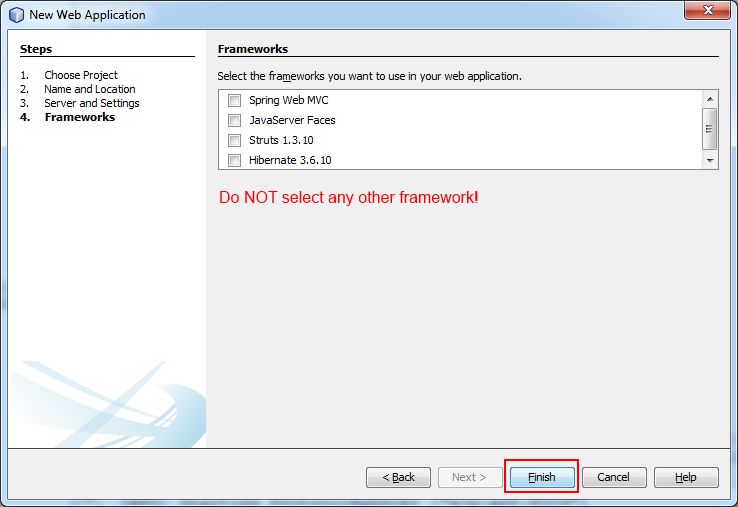 New Web Application
Steps
1. Choose Project
2. Name and Location
3. Server and Settings
4. Frameworks
Frameworks
Select the frameworks you want to use in your web application.
Spring Web MVC
JavaServer Faces
Struts 1.3.10
Hibernate 3.6.10
Do NOT select any other framework!
< Back
Next >
Finish
Cancel
Help